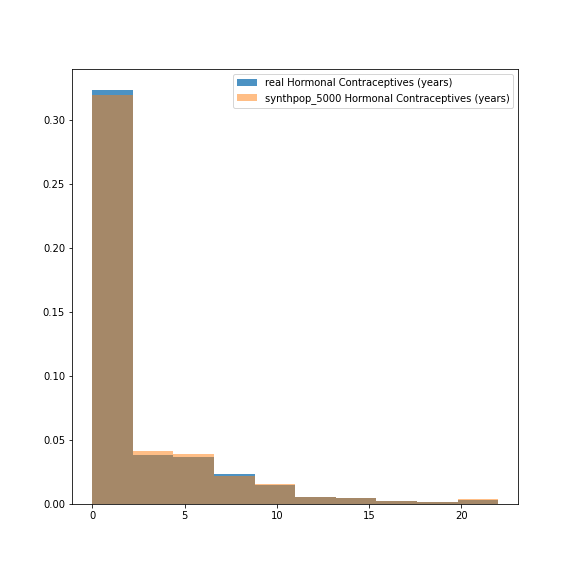 real Hormonal Contraceptives (years)
synthpop_5000 Hormonal Contraceptives (years)
0.30
0.25
0.20
0.15
0.10
0.05
0.00
0 5 10 15 20